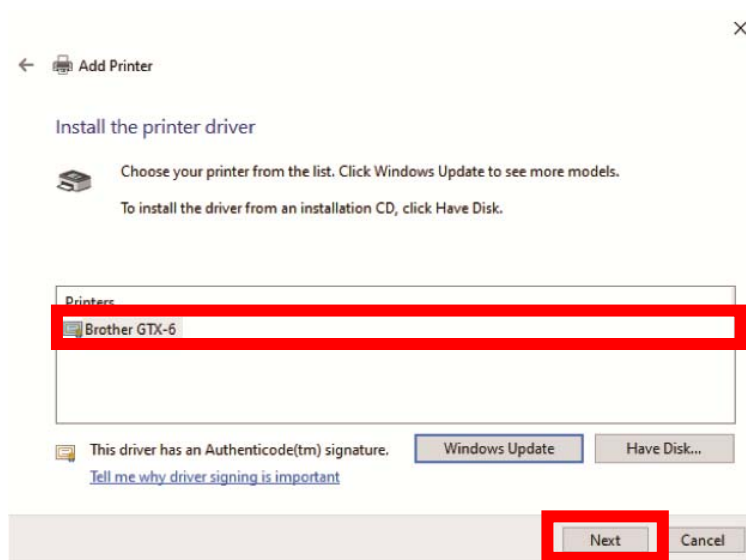 Add Printer
Install the printer driver
Choose your printer from the list. Click Windows Update to see more models.
To install the driver from an installation CD, click Have Disk.
Printers
Brother GTX-6
This driver has an Authenticode(tm) signature.
Windows Update
Have Disk...
Tell me why driver signing is important
Next
Cancel